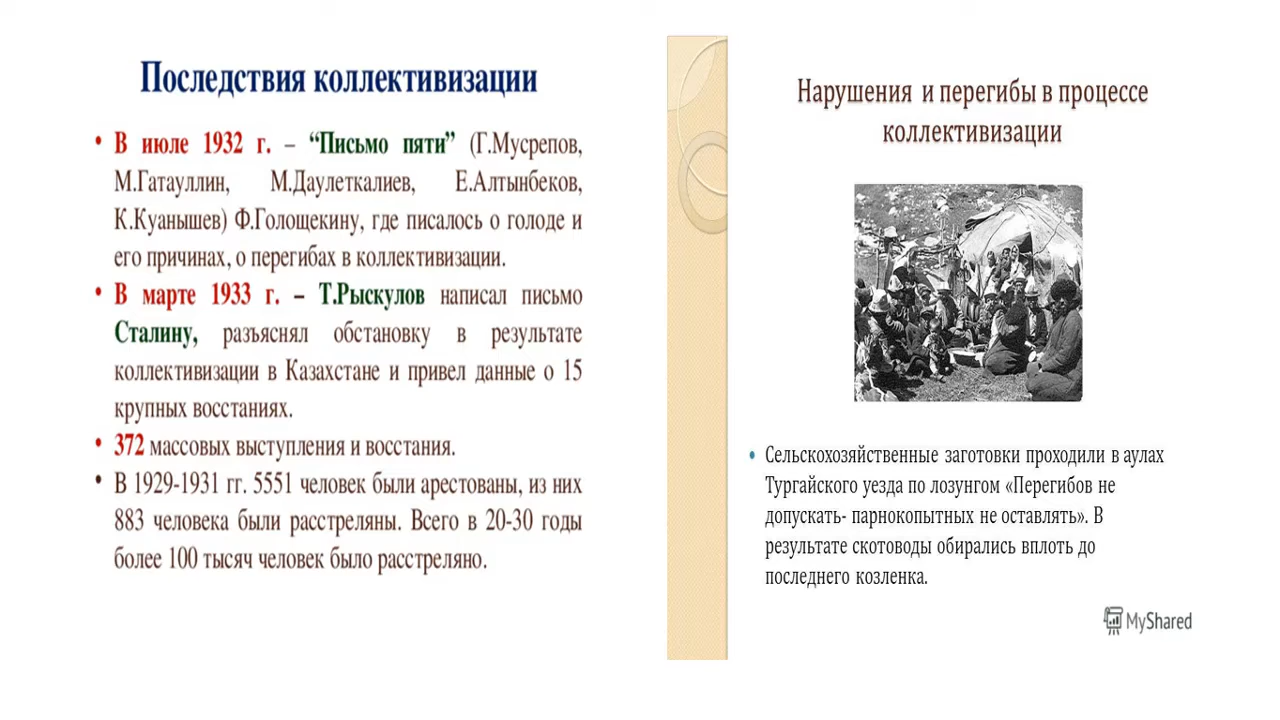 Последствия коллективизации
• В июле 1932 г. – “Письмо пяти” (Г.Мусрепов,
М.Гатауллин, М.Даулеткалиев, Е.Алтынбеков,
К.Куанышев) Ф.Голощекину, где писалось о голоде и
его причинах, о перегибах в коллективизации.
• В марте 1933 г. – Т.Рыскулов написал письмо
Сталину, разъяснял обстановку в результате
коллективизации в Казахстане и привел данные о 15
крупных восстаниях.
• 372 массовых выступления и восстания.
• В 1929-1931 гг. 5551 человек были арестованы, из них
883 человека были расстреляны. Всего в 20-30 годы
более 100 тысяч человек было расстреляно.
Нарушения и перегибы в процессе
коллективизации
• Сельскохозяйственные заготовки проходили в аулах
Тургайского уезда по лозунгом «Перегибов не
допускать- парнокопытных не оставлять». В
результате скотоводы обирались вплоть до
последнего козленка.
MyShared